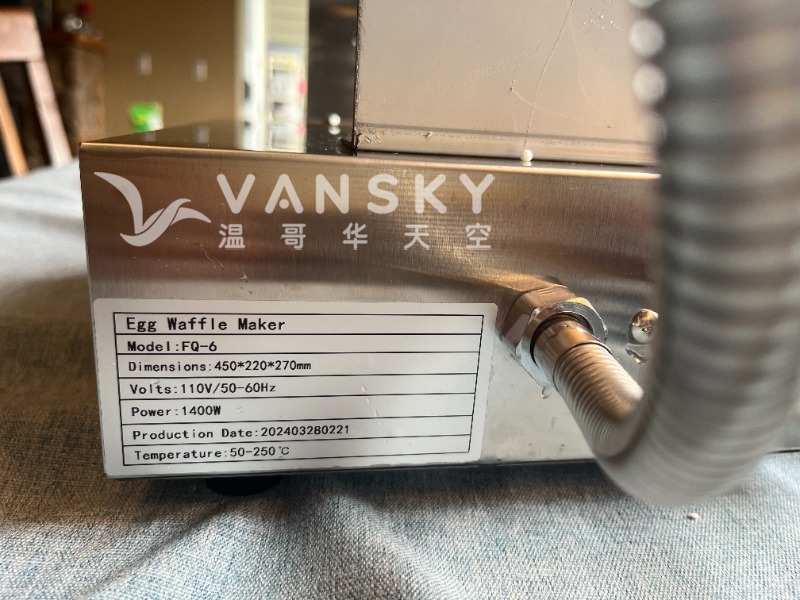 VANSKY
温哥华天空
Egg Waffle Maker
Model:FQ-6
Dimensions:450*220*270mm
Volts:110V/50-60Hz
Power:1400W
Production Date:202403280221
Temperature:50-250℃